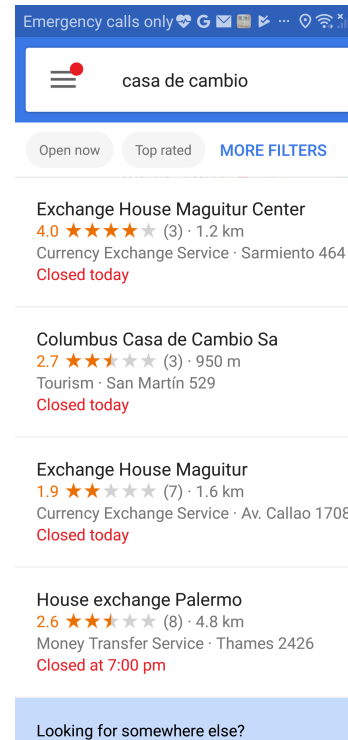 Emergency calls only
casa de cambio
Open now Top rated MORE FILTERS
Exchange House Maguitur Center
4.0 ★★★★★ (3) · 1.2 km
Currency Exchange Service · Sarmiento 464
Closed today
Columbus Casa de Cambio Sa
2.7 ★★★★★ (3) · 950 m
Tourism · San Martín 529
Closed today
Exchange House Maguitur
1.9 ★★★★★ (7) · 1.6 km
Currency Exchange Service · Av. Callao 1708
Closed today
House exchange Palermo
2.6 ★★★★★ (8) · 4.8 km
Money Transfer Service · Thames 2426
Closed at 7:00 pm
Looking for somewhere else?